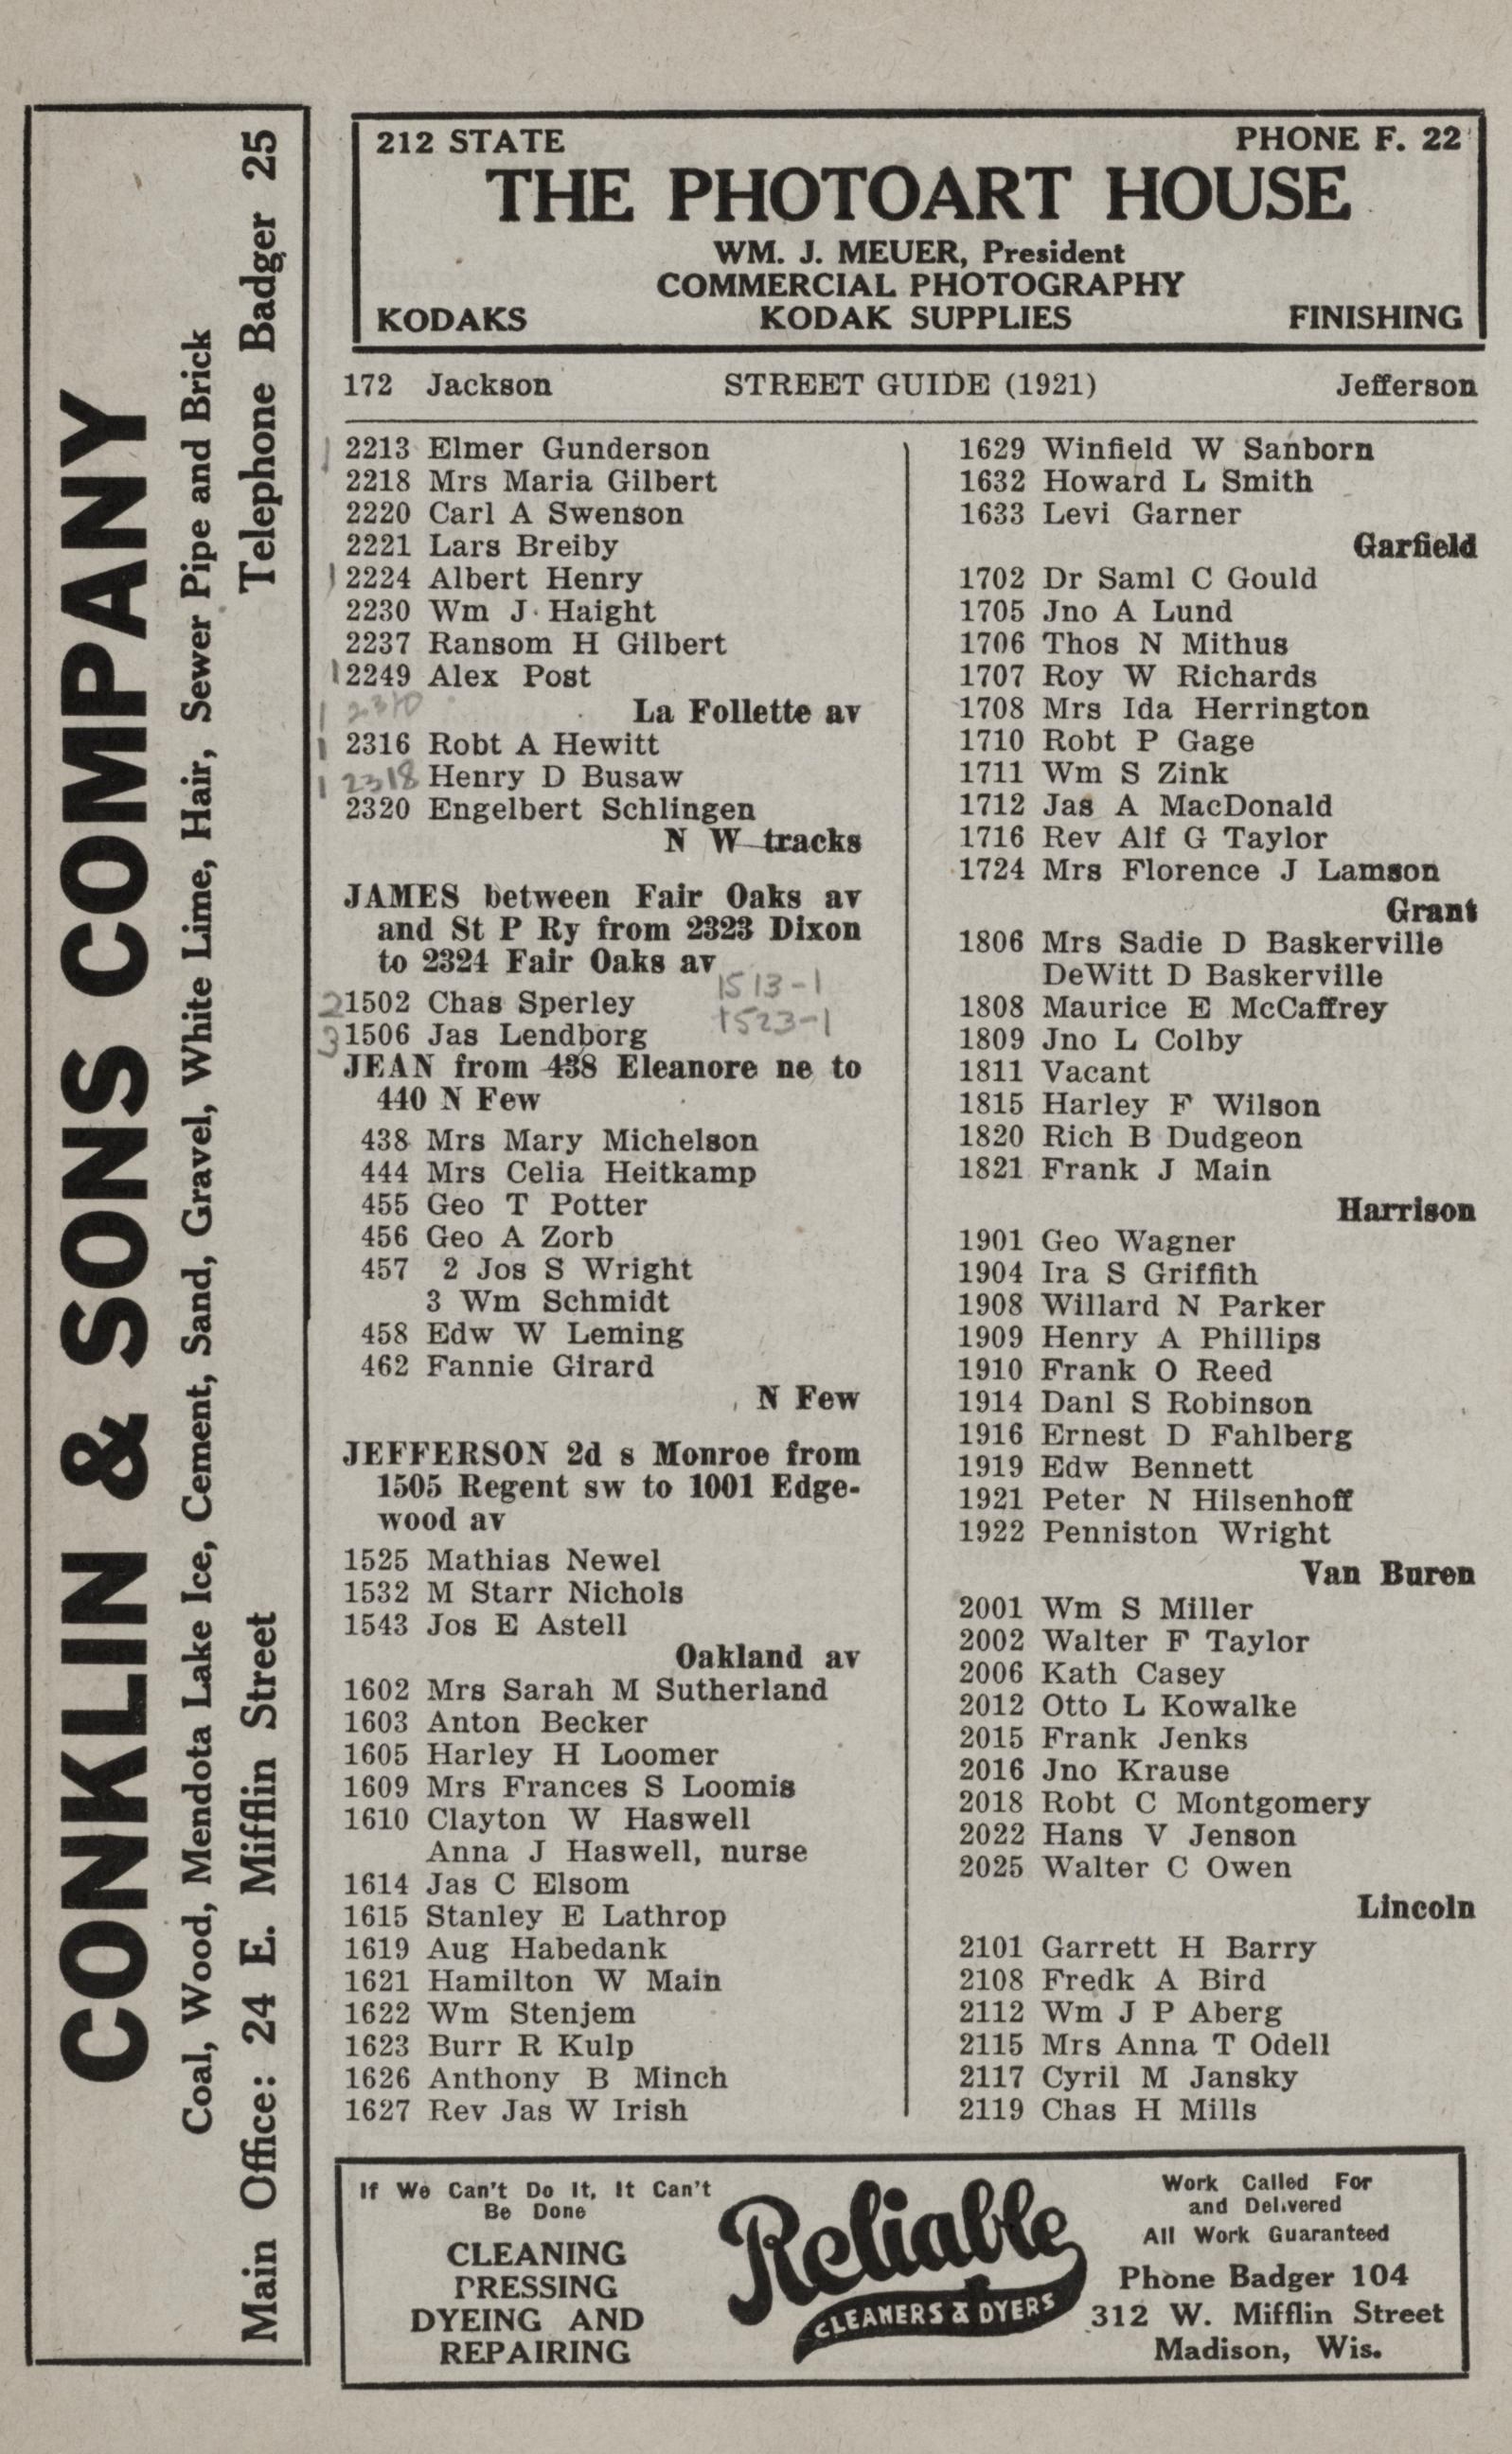 CONKLIN & SONS COMPANY
Coal, Wood, Mendota Lake Ice, Cement, Sand, Gravel, White Lime, Hair, Sewer Pipe and Brick
Main Office: 24 E. Mifflin Street Telephone Badger 25
212 STATE PHONE F. 22
THE PHOTOART HOUSE
WM. J. MEUER, President
COMMERCIAL PHOTOGRAPHY
KODAKS KODAK SUPPLIES FINISHING
172 Jackson STREET GUIDE (1921) Jefferson
2213 Elmer Gunderson
2218 Mrs Maria Gilbert
2220 Carl A Swenson
2221 Lars Breiby
2224 Albert Henry
2230 Wm J Haight
2237 Ransom H Gilbert
2249 Alex Post
La Follette av
2316 Robt A Hewitt
2318 Henry D Busaw
2320 Engelbert Schlingen
N W tracks
JAMES between Fair Oaks av
and St P Ry from 2323 Dixon
to 2324 Fair Oaks av
1513-1
2 1502 Chas Sperley
1523-1
3 1506 Jas Lendborg
JEAN from 438 Eleanore ne to
440 N Few
438 Mrs Mary Michelson
444 Mrs Celia Heitkamp
455 Geo T Potter
456 Geo A Zorb
457 2 Jos S Wright
3 Wm Schmidt
458 Edw W Leming
462 Fannie Girard
N Few
JEFFERSON 2d s Monroe from
1505 Regent sw to 1001 Edge-
wood av
1525 Mathias Newel
1532 M Starr Nichols
1543 Jos E Astell
Oakland av
1602 Mrs Sarah M Sutherland
1603 Anton Becker
1605 Harley H Loomer
1609 Mrs Frances S Loomis
1610 Clayton W Haswell
Anna J Haswell, nurse
1614 Jas C Elsom
1615 Stanley E Lathrop
1619 Aug Habedank
1621 Hamilton W Main
1622 Wm Stenjem
1623 Burr R Kulp
1626 Anthony B Minch
1627 Rev Jas W Irish
1629 Winfield W Sanborn
1632 Howard L Smith
1633 Levi Garner
Garfield
1702 Dr Saml C Gould
1705 Jno A Lund
1706 Thos N Mithus
1707 Roy W Richards
1708 Mrs Ida Herrington
1710 Robt P Gage
1711 Wm S Zink
1712 Jas A MacDonald
1716 Rev Alf G Taylor
1724 Mrs Florence J Lamson
Grant
1806 Mrs Sadie D Baskerville
DeWitt D Baskerville
1808 Maurice E McCaffrey
1809 Jno L Colby
1811 Vacant
1815 Harley F Wilson
1820 Rich B Dudgeon
1821 Frank J Main
Harrison
1901 Geo Wagner
1904 Ira S Griffith
1908 Willard N Parker
1909 Henry A Phillips
1910 Frank O Reed
1914 Danl S Robinson
1916 Ernest D Fahlberg
1919 Edw Bennett
1921 Peter N Hilsenhoff
1922 Penniston Wright
Van Buren
2001 Wm S Miller
2002 Walter F Taylor
2006 Kath Casey
2012 Otto L Kowalke
2015 Frank Jenks
2016 Jno Krause
2018 Robt C Montgomery
2022 Hans V Jenson
2025 Walter C Owen
Lincoln
2101 Garrett H Barry
2108 Fredk A Bird
2112 Wm J P Aberg
2115 Mrs Anna T Odell
2117 Cyril M Jansky
2119 Chas H Mills
If We Can't Do It, It Can't
Be Done
CLEANING
PRESSING
DYEING AND
REPAIRING
Reliable
CLEANERS & DYERS
Work Called For
and Delivered
All Work Guaranteed
Phone Badger 104
312 W. Mifflin Street
Madison, Wis.